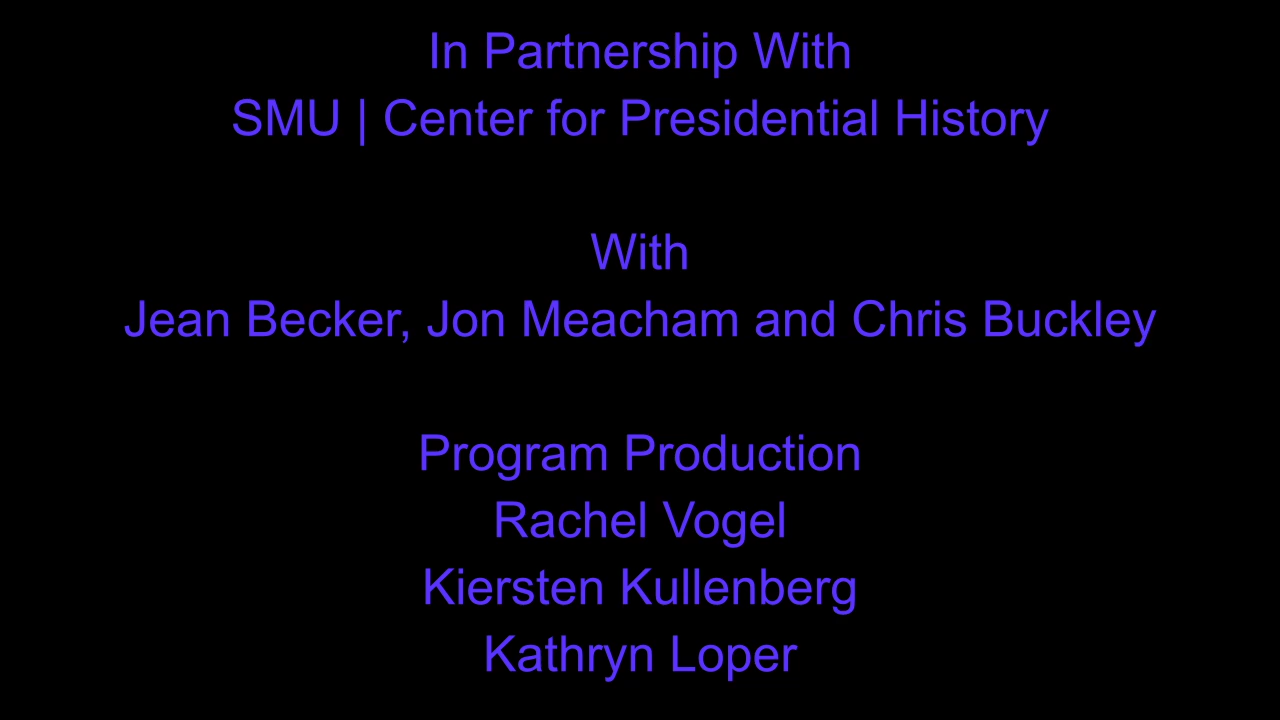 In Partnership With
SMU | Center for Presidential History
With
Jean Becker, Jon Meacham and Chris Buckley
Program Production
Rachel Vogel
Kiersten Kullenberg
Kathryn Loper